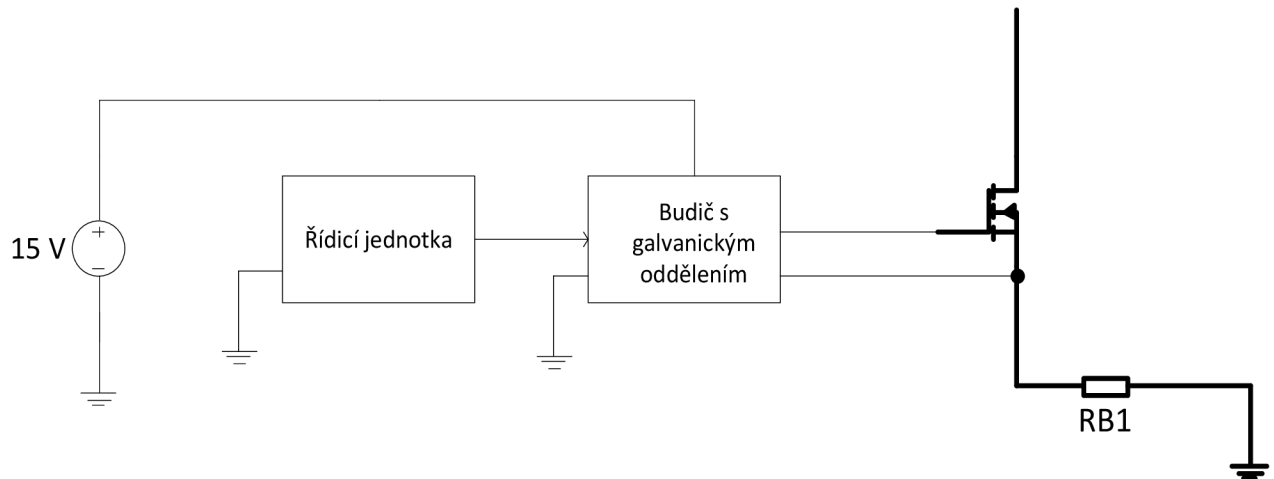 15 V
+
−
Řídicí jednotka
Budič s
galvanickým
oddělením
RB1